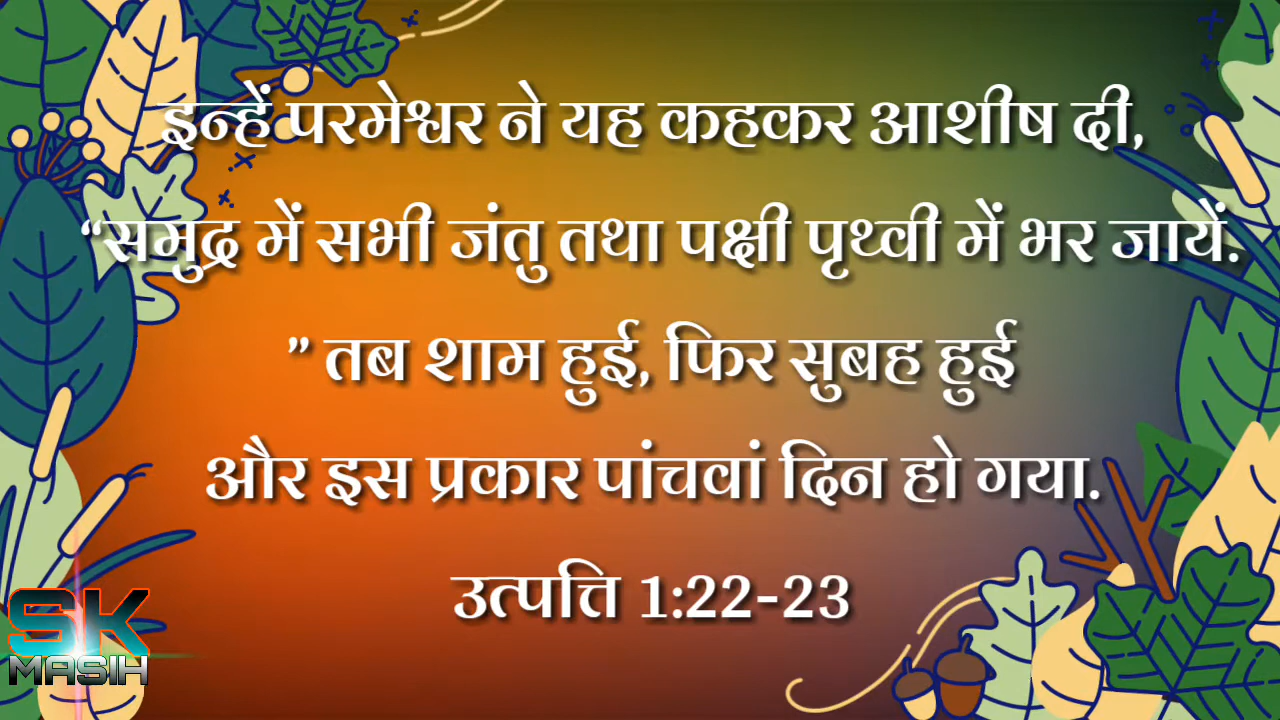 इन्हें परमेश्वर ने यह कहकर आशीष दी,
“समुद्र में सभी जंतु तथा पक्षी पृथ्वी में भर जायें.
” तब शाम हुई, फिर सुबह हुई
और इस प्रकार पांचवां दिन हो गया.
उत्पत्ति 1:22-23
SK
MASIH